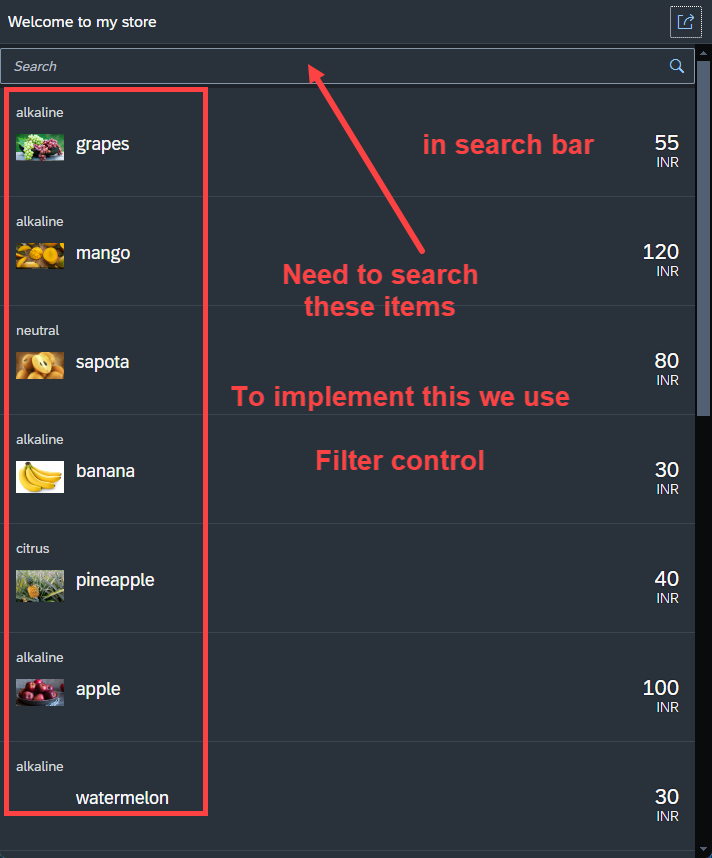 Welcome to my store
Search
alkaline
grapes
55
INR
in search bar
alkaline
mango
120
INR
Need to search
these items
neutral
sapota
80
INR
To implement this we use
Filter control
alkaline
banana
30
INR
citrus
pineapple
40
INR
alkaline
apple
100
INR
alkaline
watermelon
30
INR